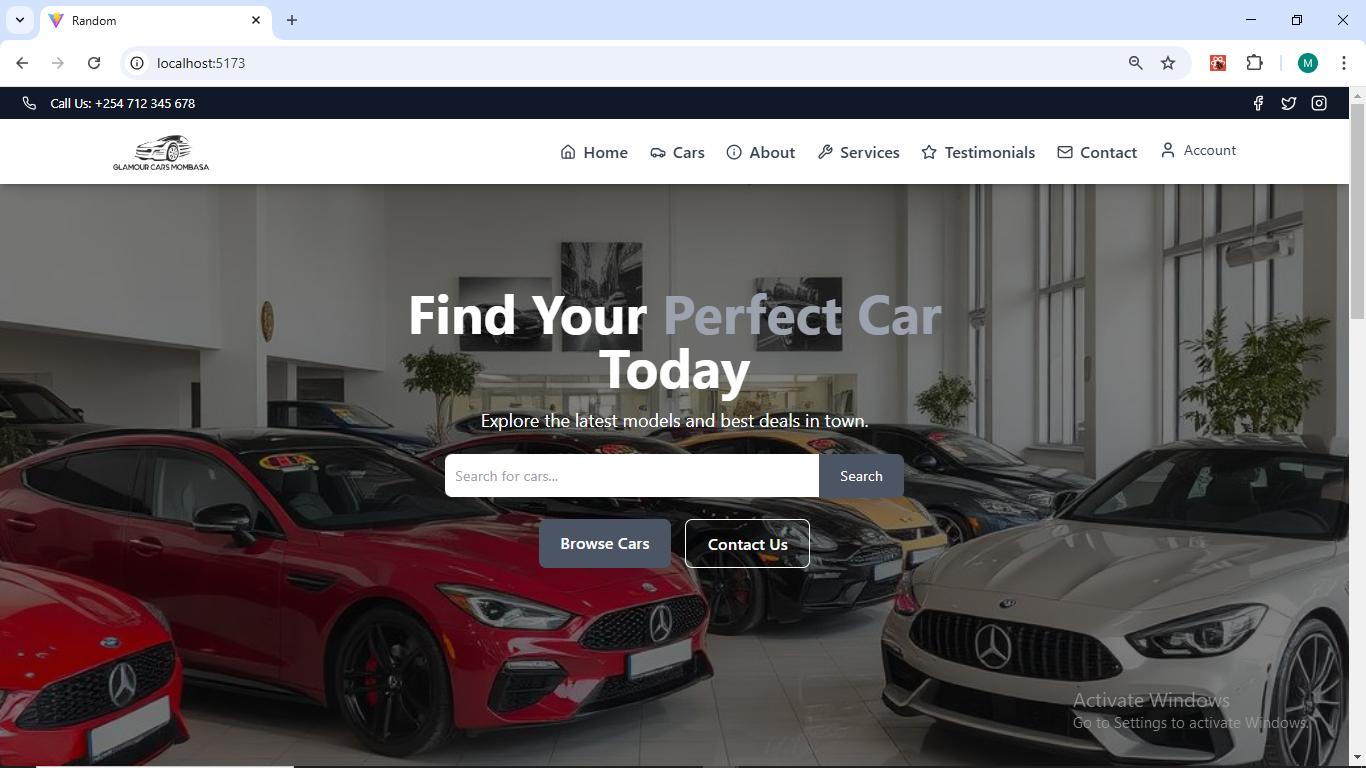 Random
localhost:5173
M
Call Us: +254 712 345 678
GLAMOUR CARS MOMBASA
Home Cars About Services Testimonials Contact Account
Find Your Perfect Car
Today
Explore the latest models and best deals in town.
Search for cars... Search
Browse Cars Contact Us
Activate Windows
Go to Settings to activate Windows.